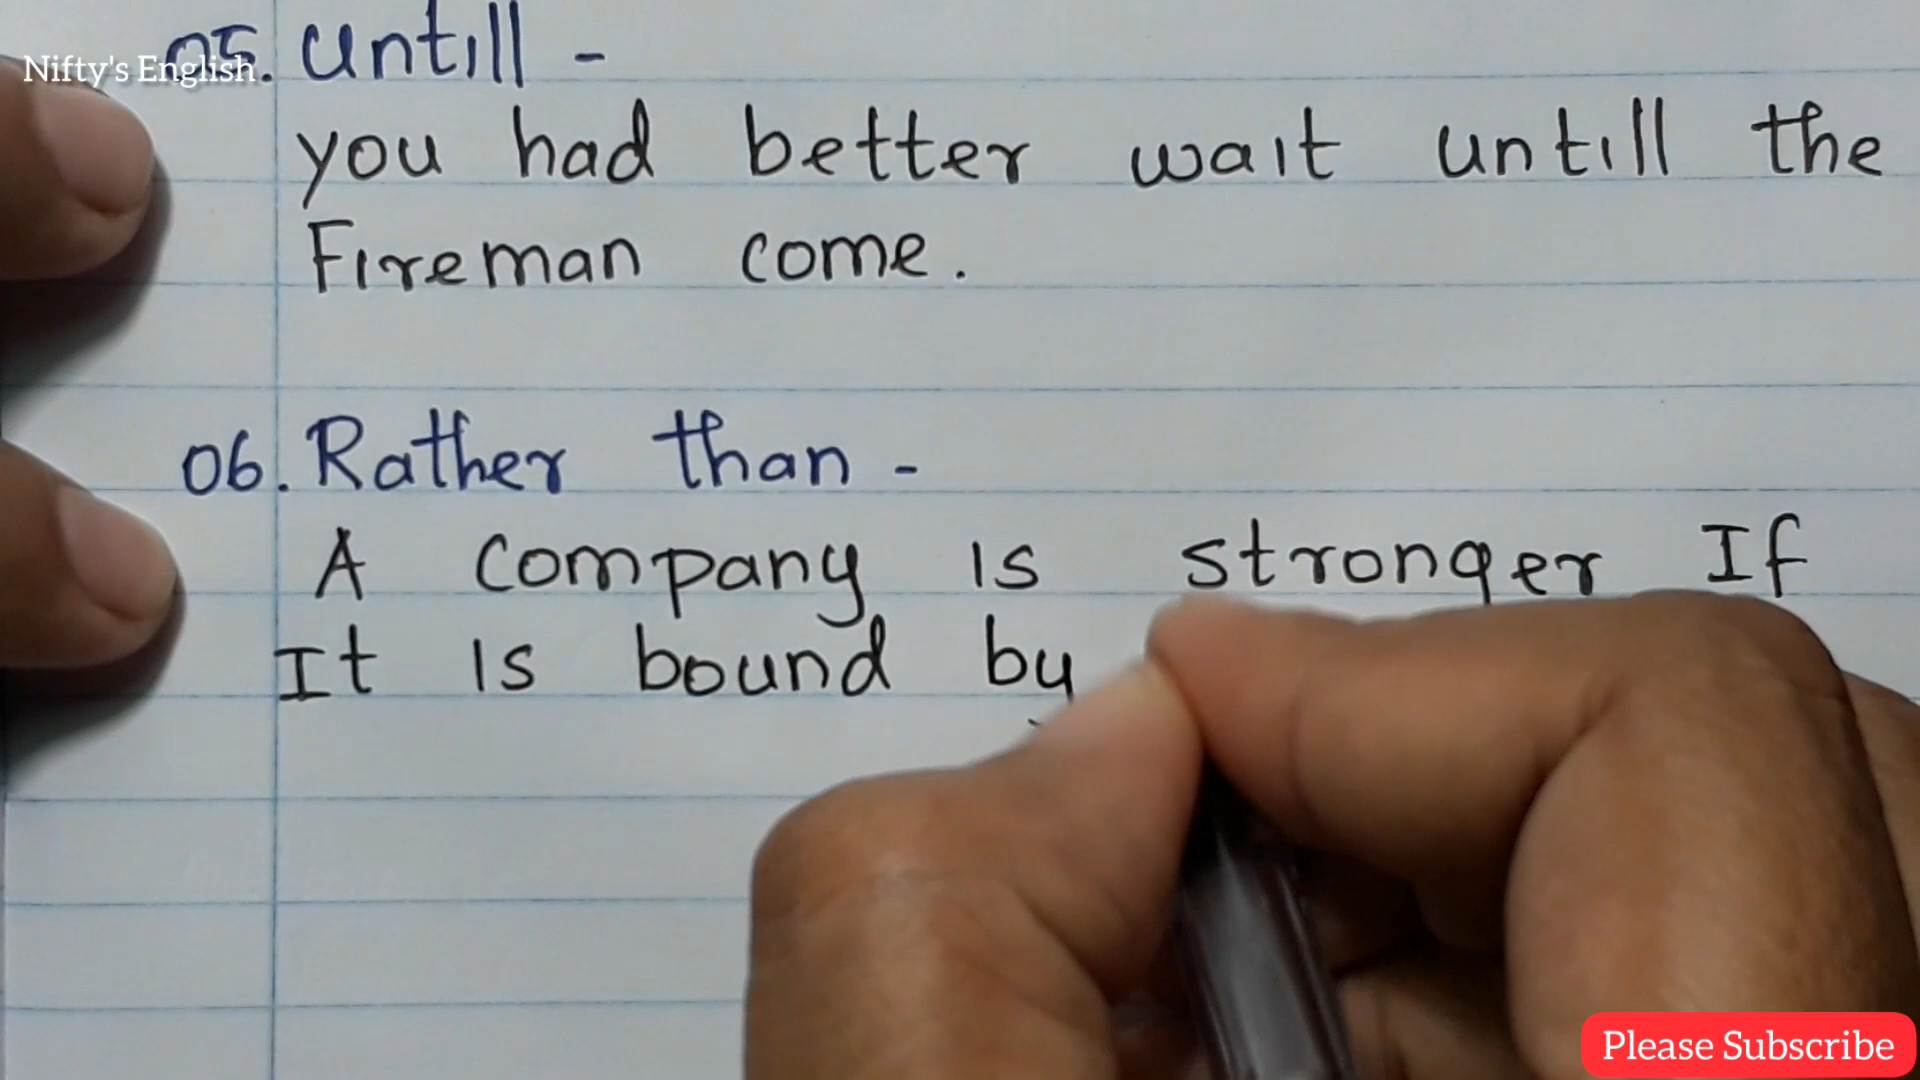 Nifty's English.
05. Untill -
you had better wait untill the
Fireman come.
06. Rather than -
A company is stronger If
It is bound by
Please Subscribe